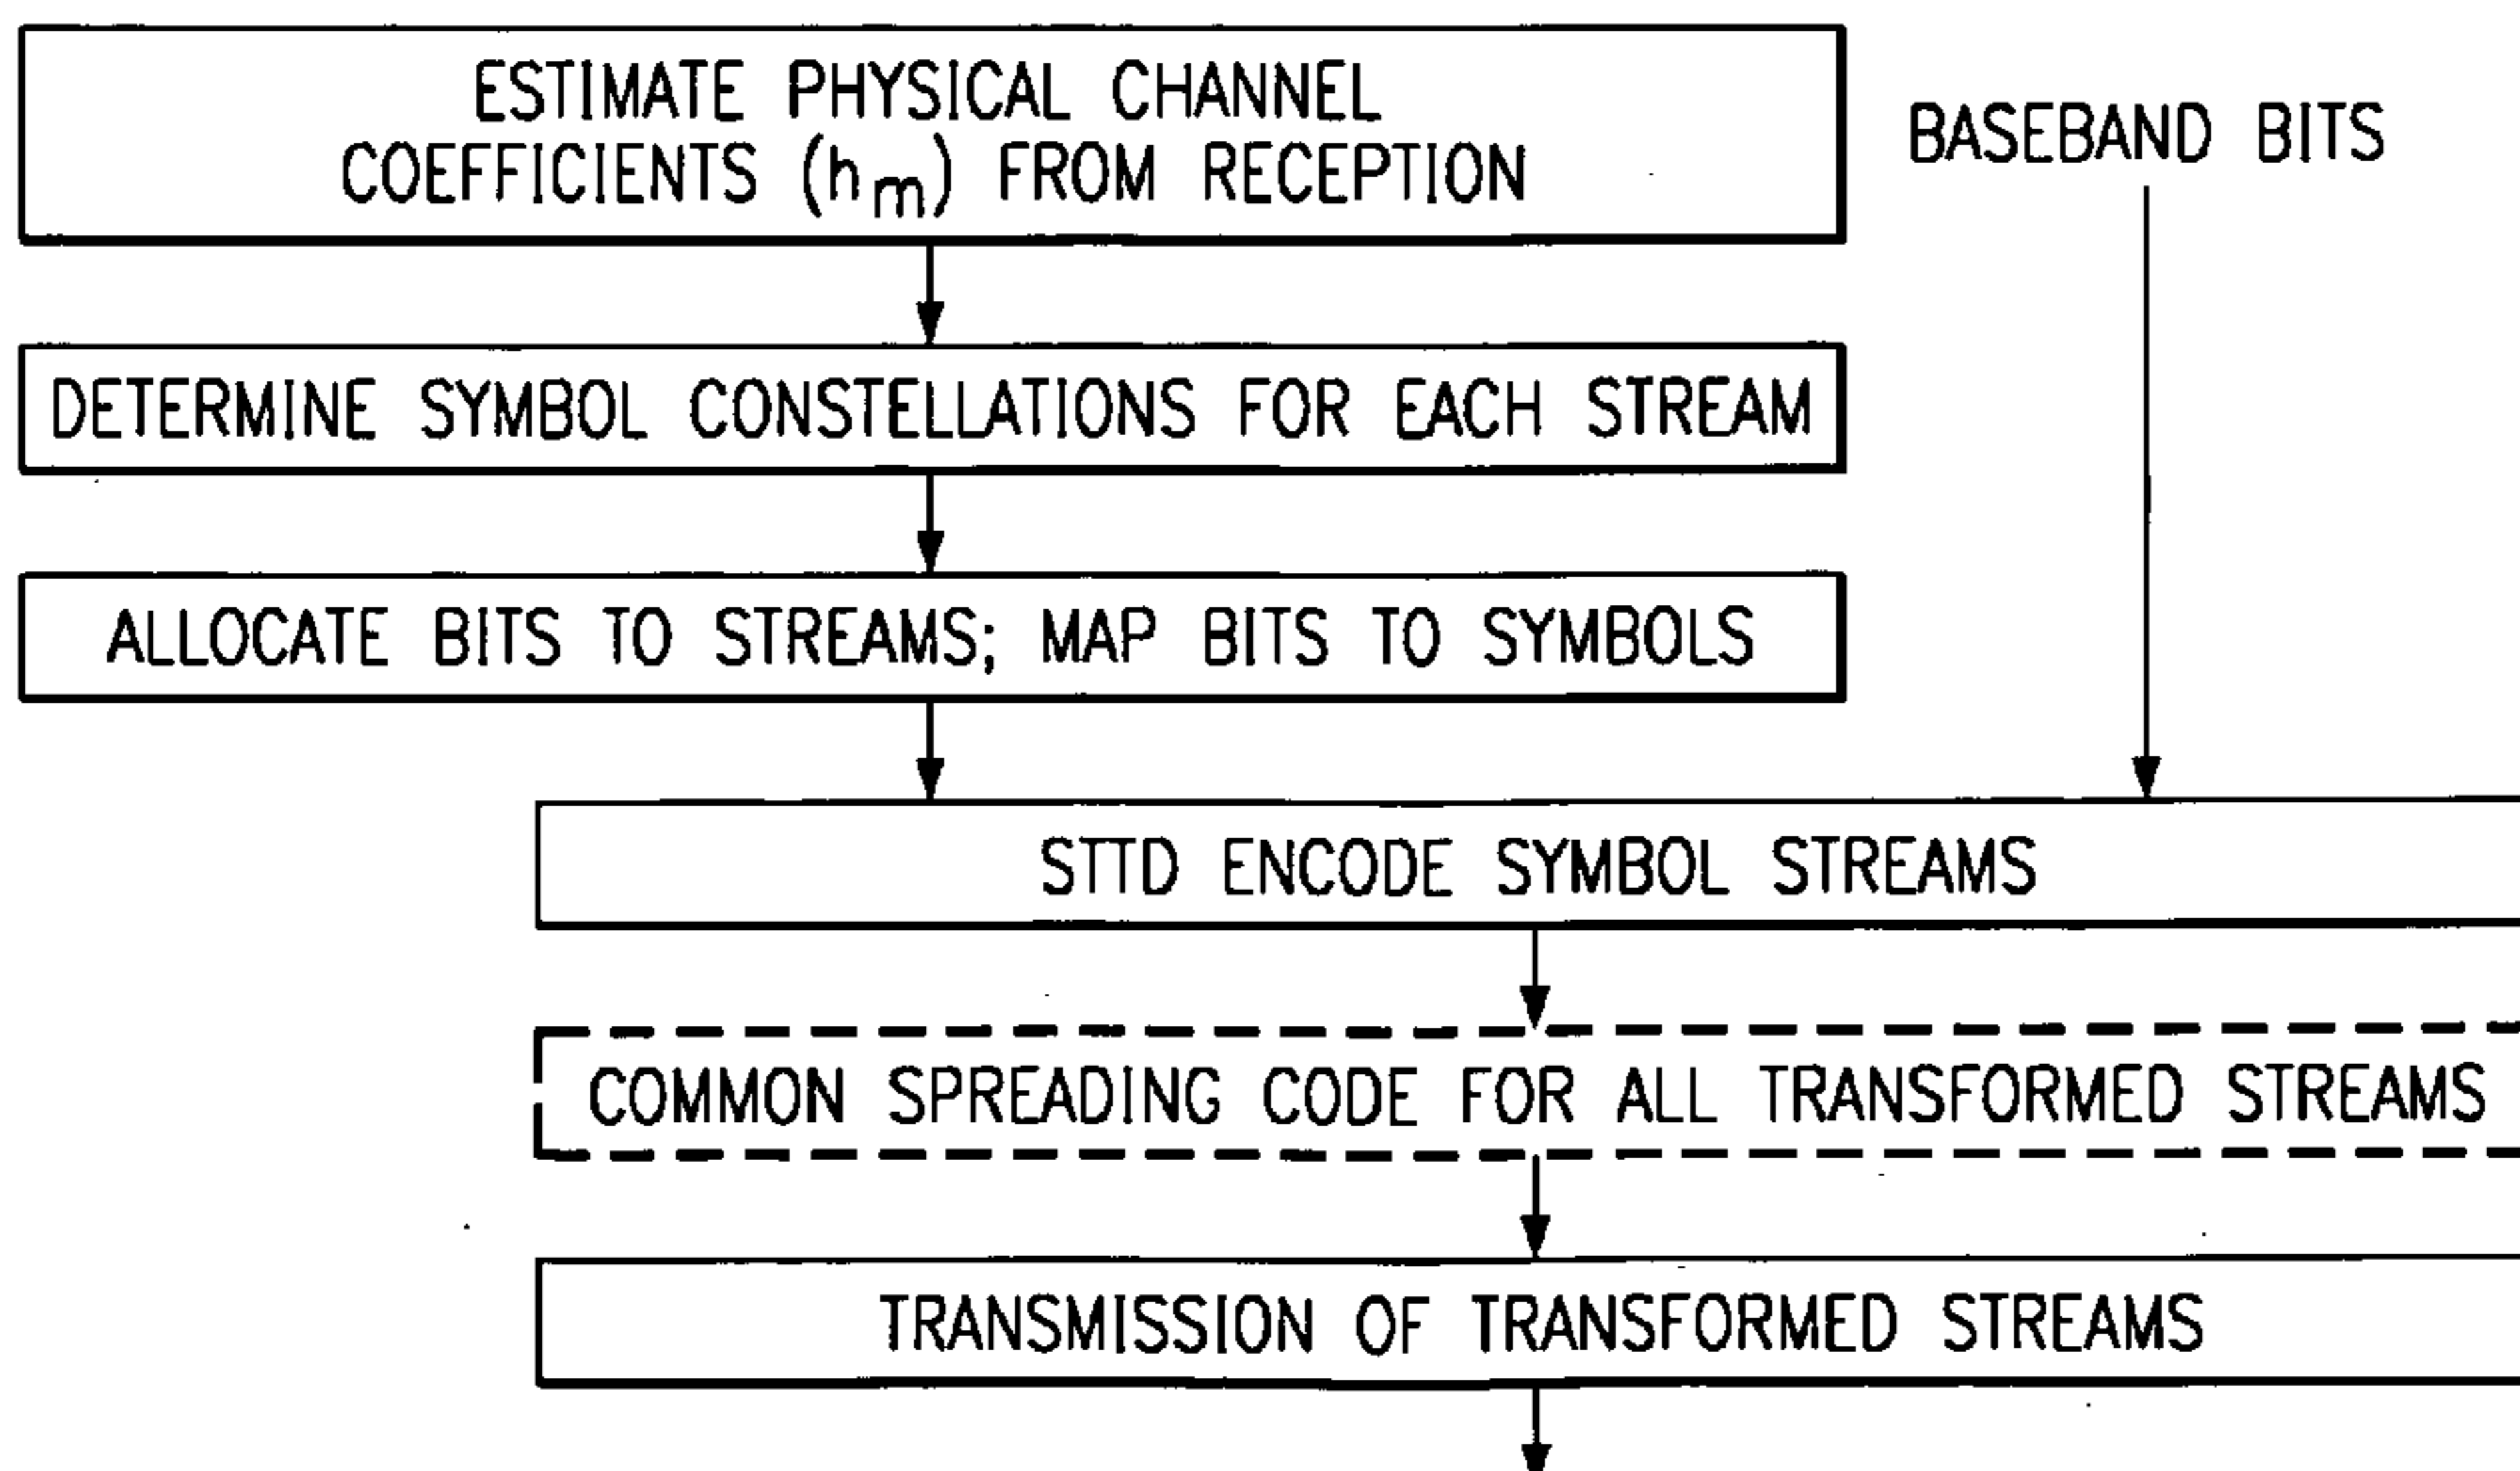 ESTIMATE PHYSICAL CHANNEL
COEFFICIENTS (hm) FROM RECEPTION
BASEBAND BITS
DETERMINE SYMBOL CONSTELLATIONS FOR EACH STREAM
ALLOCATE BITS TO STREAMS; MAP BITS TO SYMBOLS
STTD ENCODE SYMBOL STREAMS
COMMON SPREADING CODE FOR ALL TRANSFORMED STREAMS
TRANSMISSION OF TRANSFORMED STREAMS